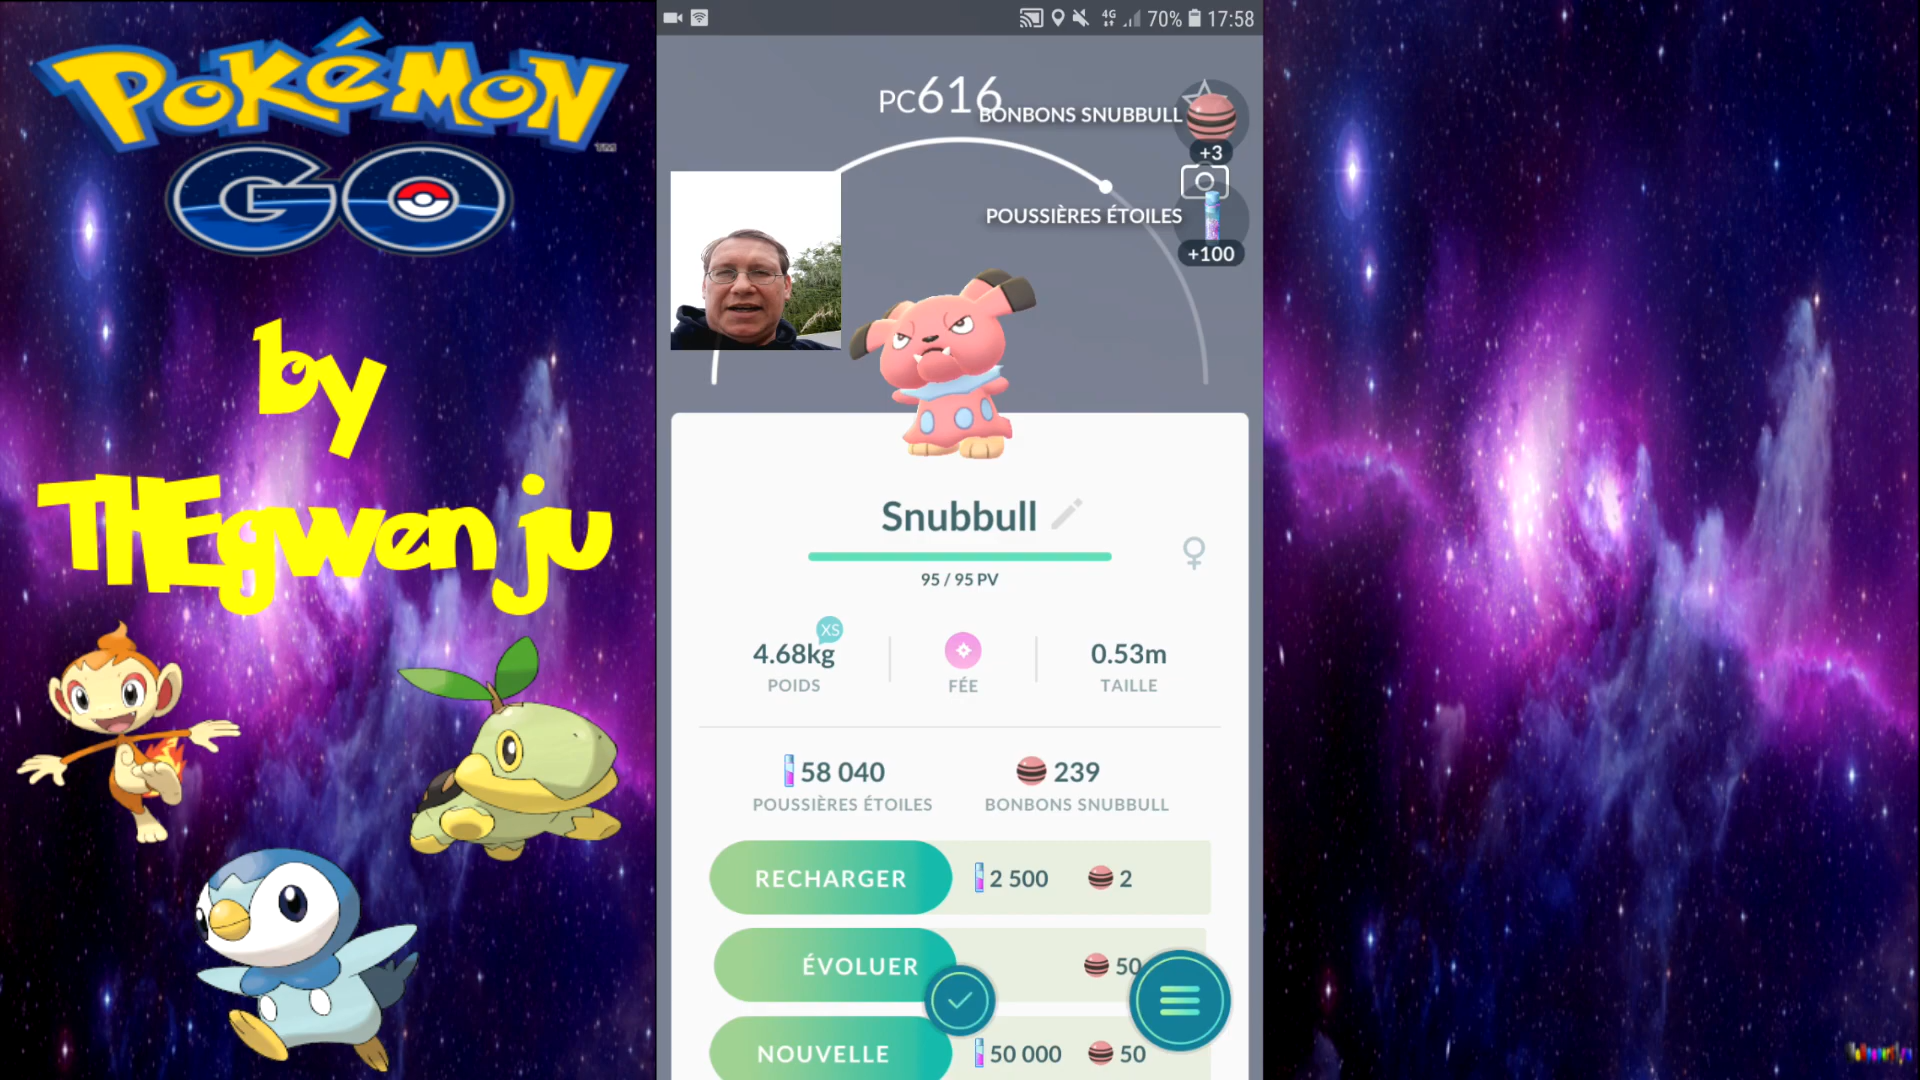 POKÉMON
TM
GO
by
THEgwenju
4G
70%
17:58
PC616
BONBONS SNUBBULL
+3
POUSSIÈRES ÉTOILES
+100
Snubbull
95 / 95 PV
XS
4.68kg
POIDS
FÉE
0.53m
TAILLE
58 040
POUSSIÈRES ÉTOILES
239
BONBONS SNUBBULL
RECHARGER
2 500
2
ÉVOLUER
50
NOUVELLE
50 000
50